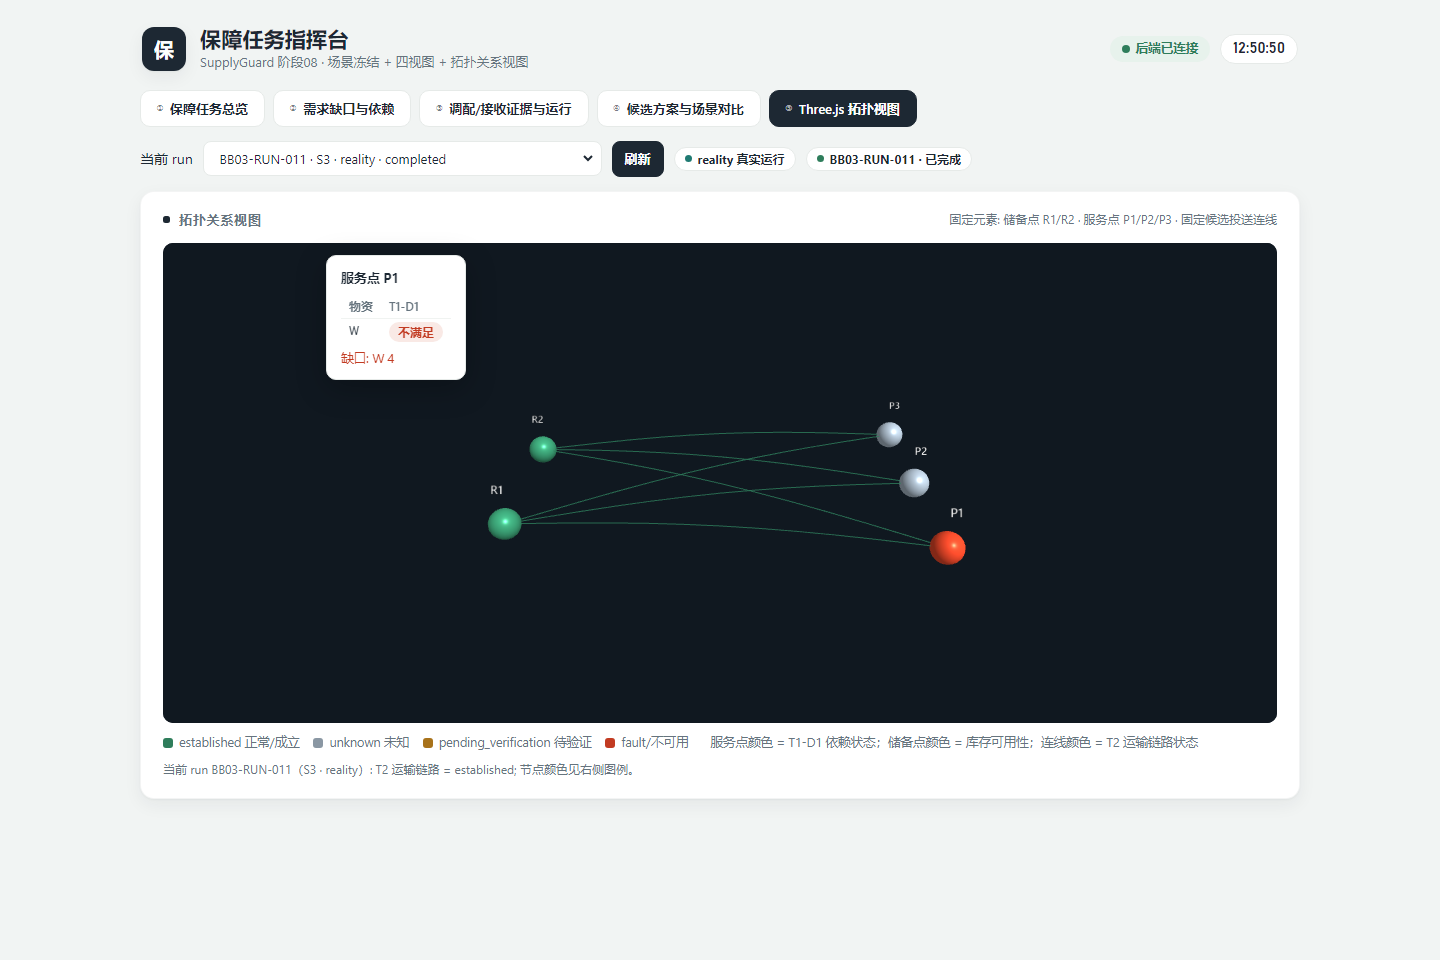 保
保障任务指挥台
SupplyGuard 阶段08 · 场景冻结 + 四视图 + 拓扑关系视图
后端已连接
12:50:50
① 保障任务总览
② 需求缺口与依赖
③ 调配/接收证据与运行
④ 候选方案与场景对比
⑤ Three.js 拓扑视图
当前 run
BB03-RUN-011 · S3 · reality · completed
刷新
reality 真实运行
BB03-RUN-011 · 已完成
拓扑关系视图
固定元素: 储备点 R1/R2 · 服务点 P1/P2/P3 · 固定候选投送连线
服务点 P1
物资 T1-D1
W 不满足
缺口: W 4
P3
R2
P2
R1
P1
established 正常/成立
unknown 未知
pending_verification 待验证
fault/不可用
服务点颜色 = T1-D1 依赖状态；储备点颜色 = 库存可用性；连线颜色 = T2 运输链路状态
当前 run BB03-RUN-011（S3 · reality）: T2 运输链路 = established; 节点颜色见右侧图例。